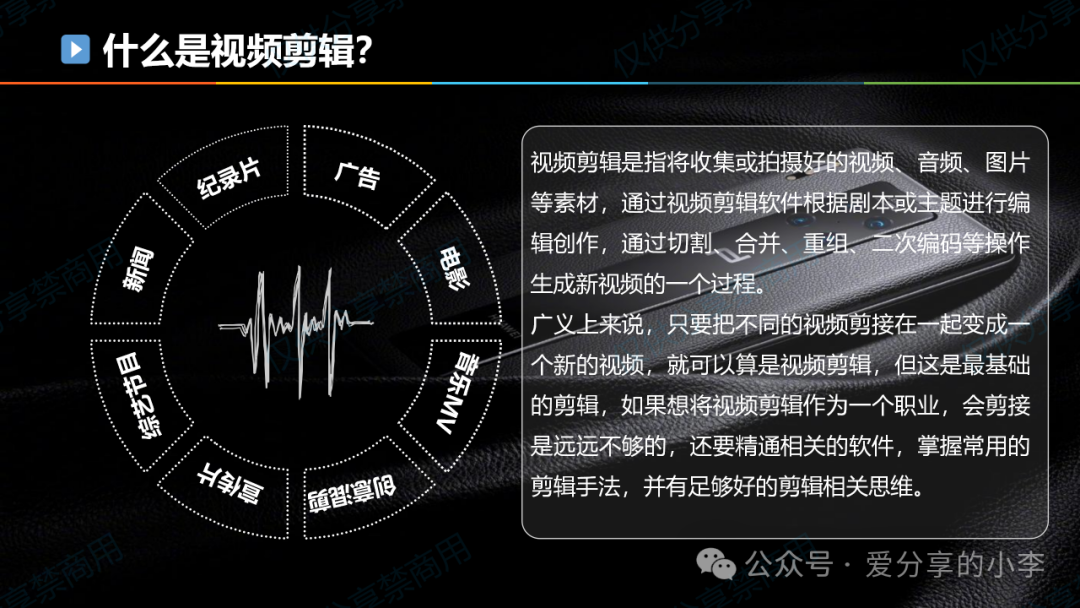 什么是视频剪辑?
纪录片
广告
新闻
电影
综艺节目
音乐MV
宣传片
创意混剪
视频剪辑是指将收集或拍摄好的视频、音频、图片
等素材，通过视频剪辑软件根据剧本或主题进行编
辑创作，通过切割、合并、重组、二次编码等操作
生成新视频的一个过程。
广义上来说，只要把不同的视频剪接在一起变成一
个新的视频，就可以算是视频剪辑，但这是最基础
的剪辑，如果想将视频剪辑作为一个职业，会剪接
是远远不够的，还要精通相关的软件，掌握常用的
剪辑手法，并有足够好的剪辑相关思维。
公众号·爱分享的小李
仅供分享禁商用